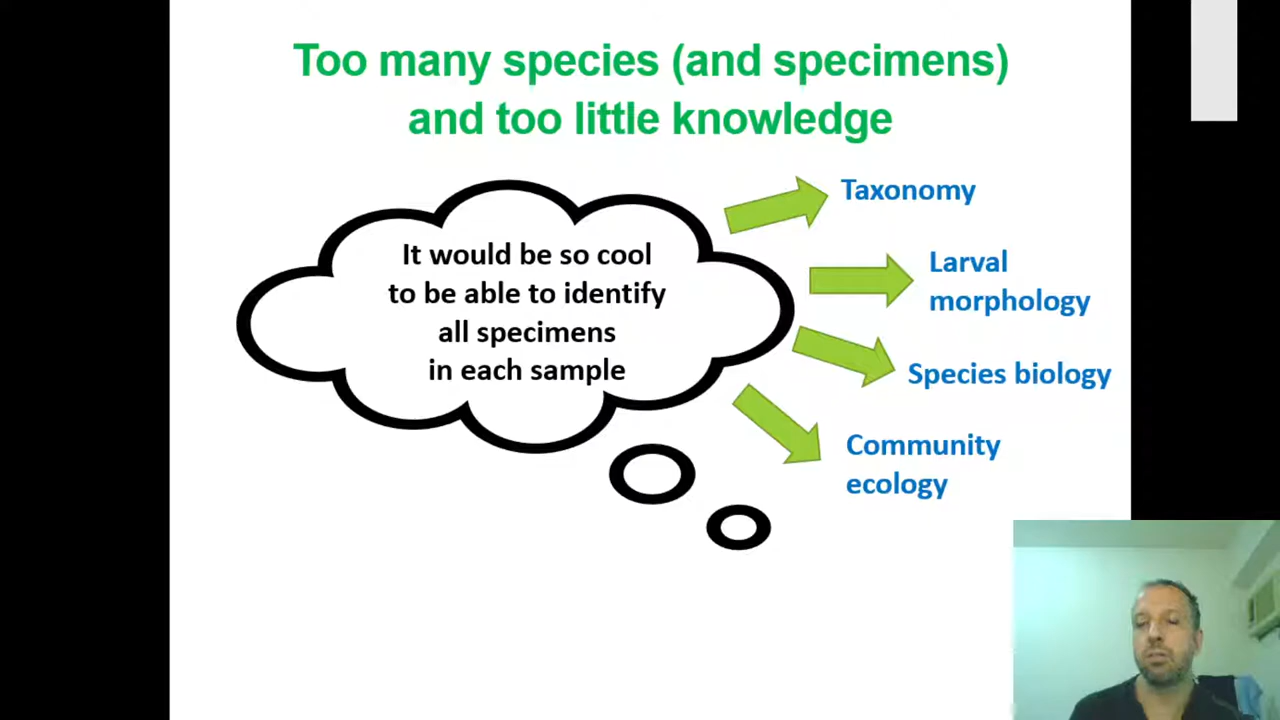 Too many species (and specimens)
and too little knowledge
It would be so cool
to be able to identify
all specimens
in each sample
Taxonomy
Larval
morphology
Species biology
Community
ecology